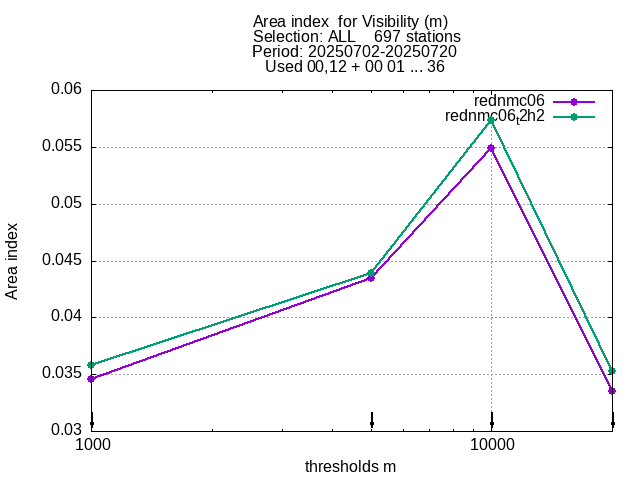 Area index  for Visibility (m)
Selection: ALL    697 stations
Period: 20250702-20250720
Used 00,12 + 00 01 ... 36
rednmc06
rednmc06t2h2
0.06
0.055
0.05
0.045
0.04
0.035
0.03
Area index
1000
10000
thresholds m